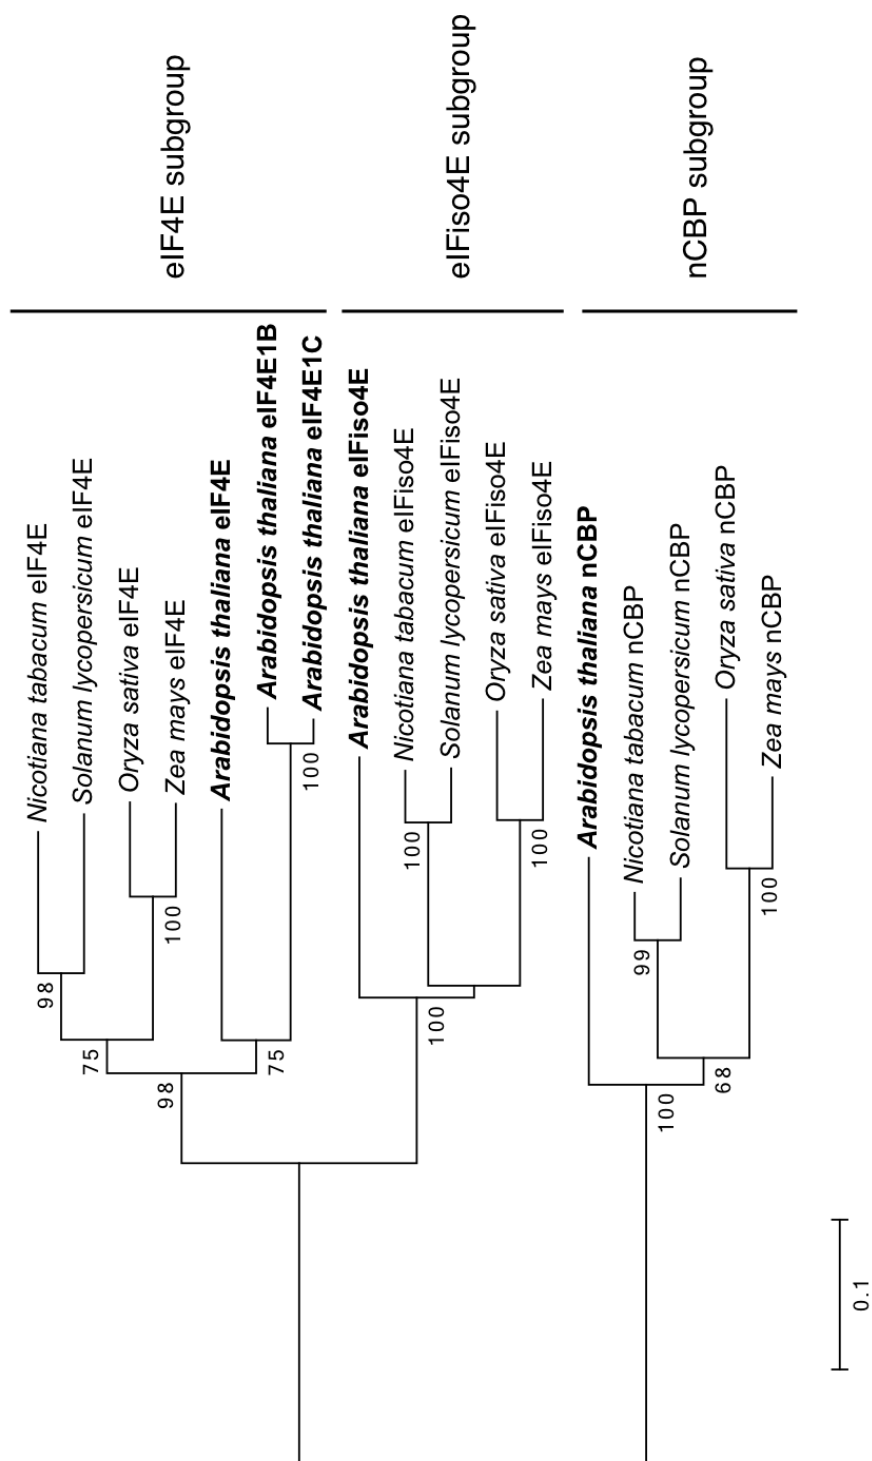 Nicotiana tabacum eIF4E
98
Solanum lycopersicum eIF4E
75
Oryza sativa eIF4E
100
Zea mays eIF4E
98
Arabidopsis thaliana eIF4E
75
Arabidopsis thaliana eIF4E1B
100
Arabidopsis thaliana eIF4E1C
eIF4E subgroup
Arabidopsis thaliana eIFiso4E
100
Nicotiana tabacum eIFiso4E
100
Solanum lycopersicum eIFiso4E
Oryza sativa eIFiso4E
100
Zea mays eIFiso4E
eIFiso4E subgroup
Arabidopsis thaliana nCBP
100
Nicotiana tabacum nCBP
99
Solanum lycopersicum nCBP
68
Oryza sativa nCBP
100
Zea mays nCBP
nCBP subgroup
0.1